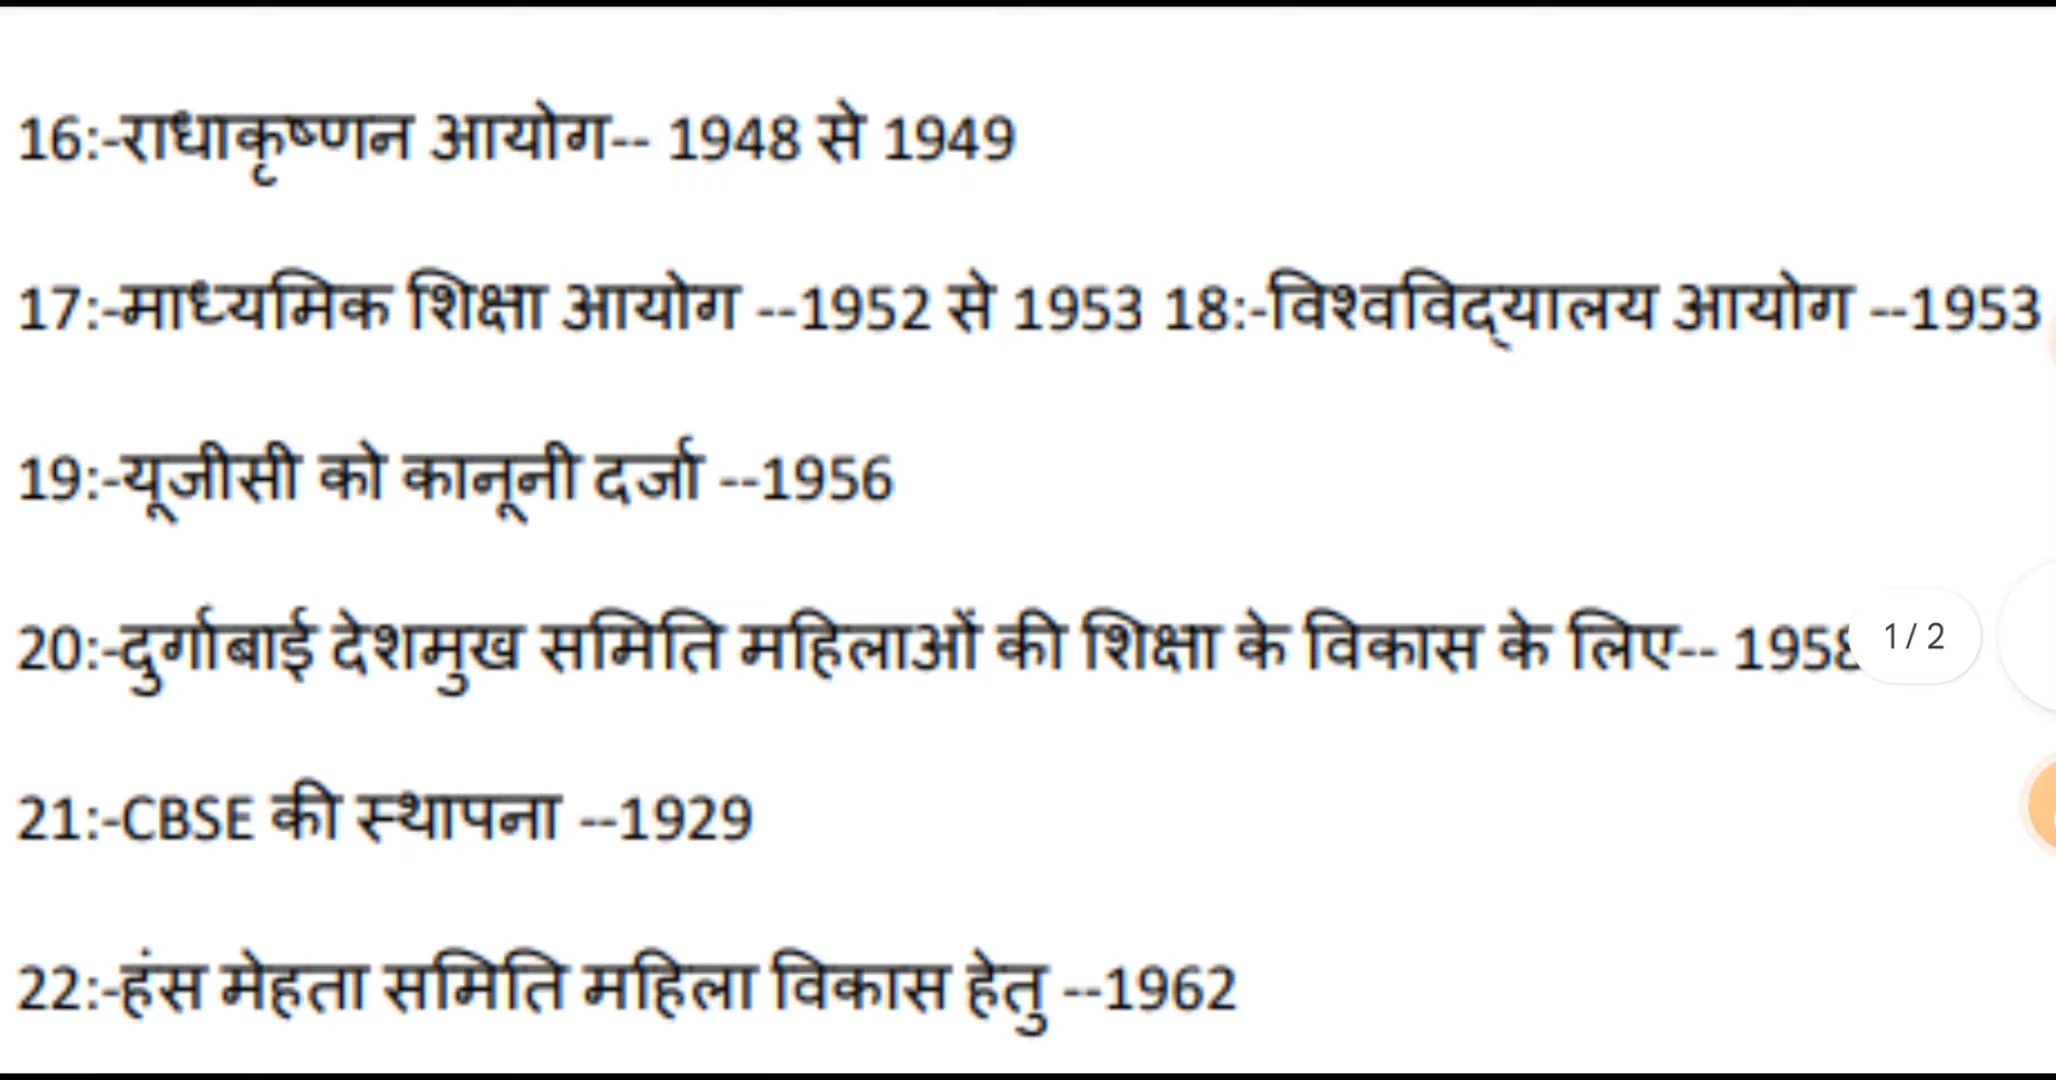 16:-राधाकृष्णन आयोग-- 1948 से 1949
17:-माध्यमिक शिक्षा आयोग --1952 से 1953 18:-विश्वविद्यालय आयोग --1953
19:-यूजीसी को कानूनी दर्जा --1956
20:-दुर्गाबाई देशमुख समिति महिलाओं की शिक्षा के विकास के लिए-- 1958
1/ 2
21:-CBSE की स्थापना --1929
22:-हंस मेहता समिति महिला विकास हेतु --1962